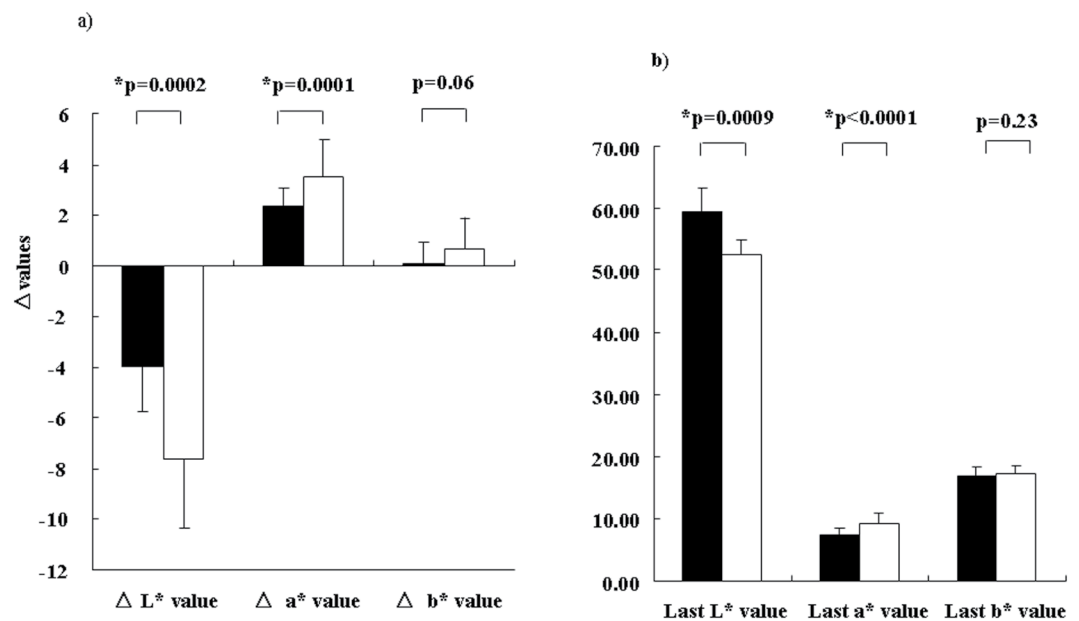 a)
*p=0.0002 *p=0.0001 p=0.06
6
4
2
0
-2
-4
-6
-8
-10
-12
△ values
△ L* value △ a* value △ b* value
b)
*p=0.0009 *p<0.0001 p=0.23
70.00
60.00
50.00
40.00
30.00
20.00
10.00
0.00
Last L* value Last a* value Last b* value